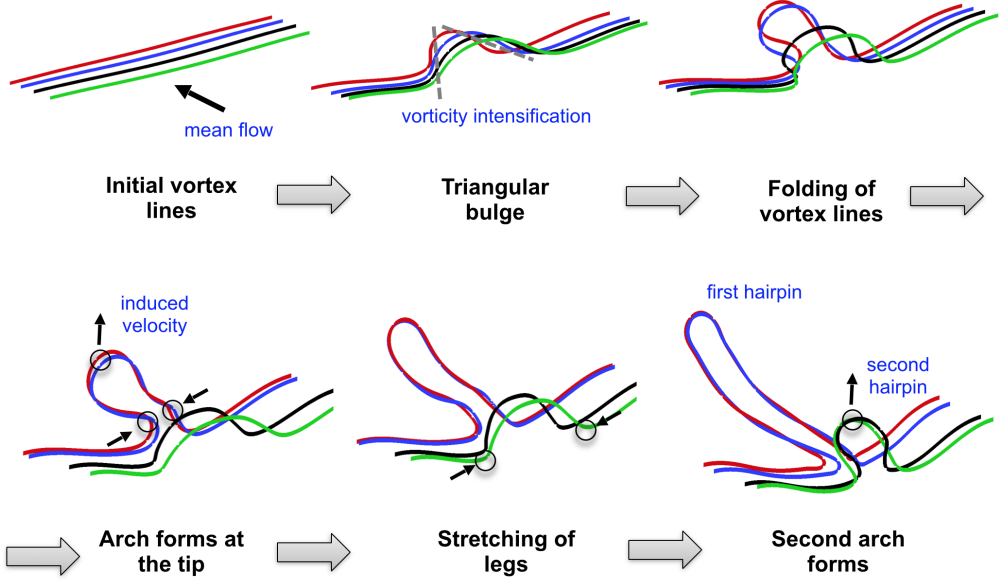 mean flow
vorticity intensification
Initial vortex
lines
Triangular
bulge
Folding of
vortex lines
induced
velocity
first hairpin
second
hairpin
Arch forms at
the tip
Stretching of
legs
Second arch
forms